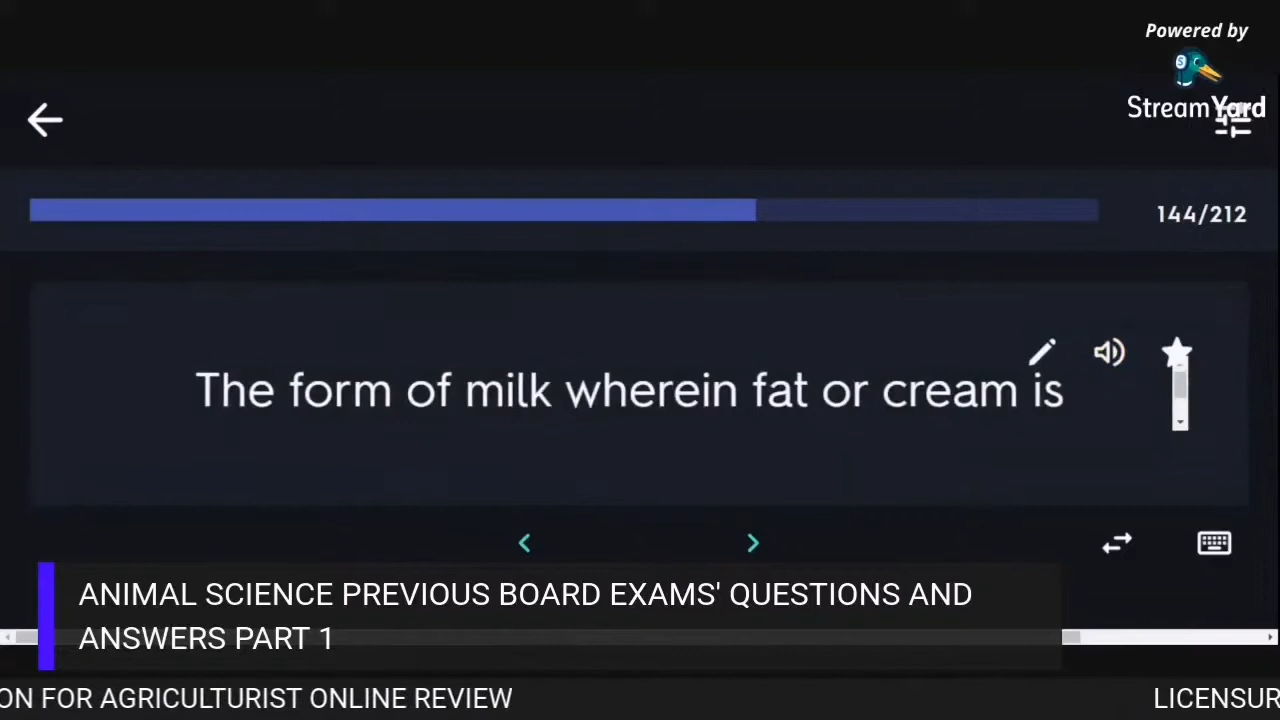 Powered by
StreamYard
144/212
The form of milk wherein fat or cream is
ANIMAL SCIENCE PREVIOUS BOARD EXAMS' QUESTIONS AND
ANSWERS PART 1
ON FOR AGRICULTURIST ONLINE REVIEW
LICENSUR